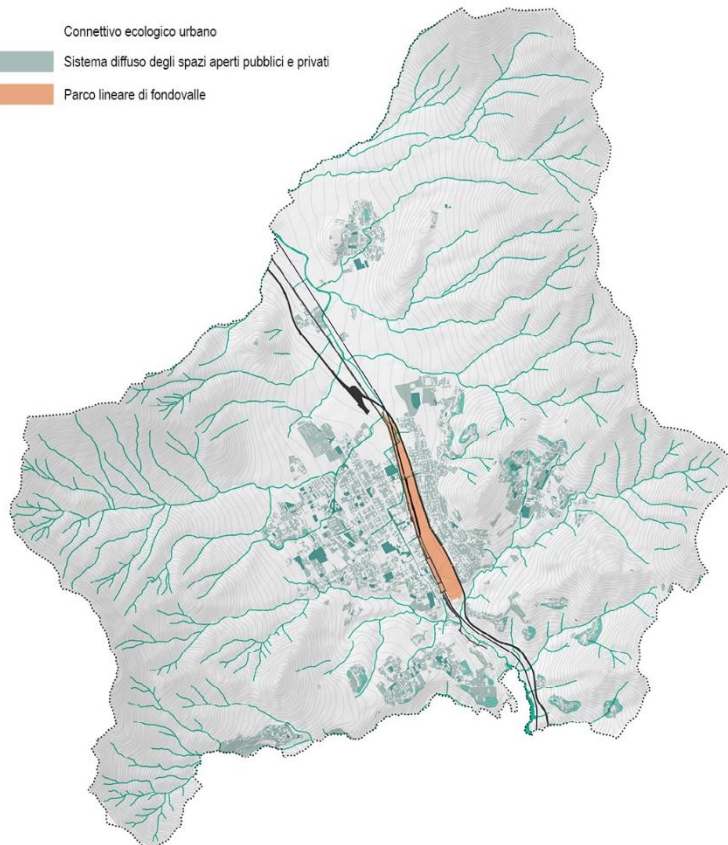 Connettivo ecologico urbano
Sistema diffuso degli spazi aperti pubblici e privati
Parco lineare di fondovalle